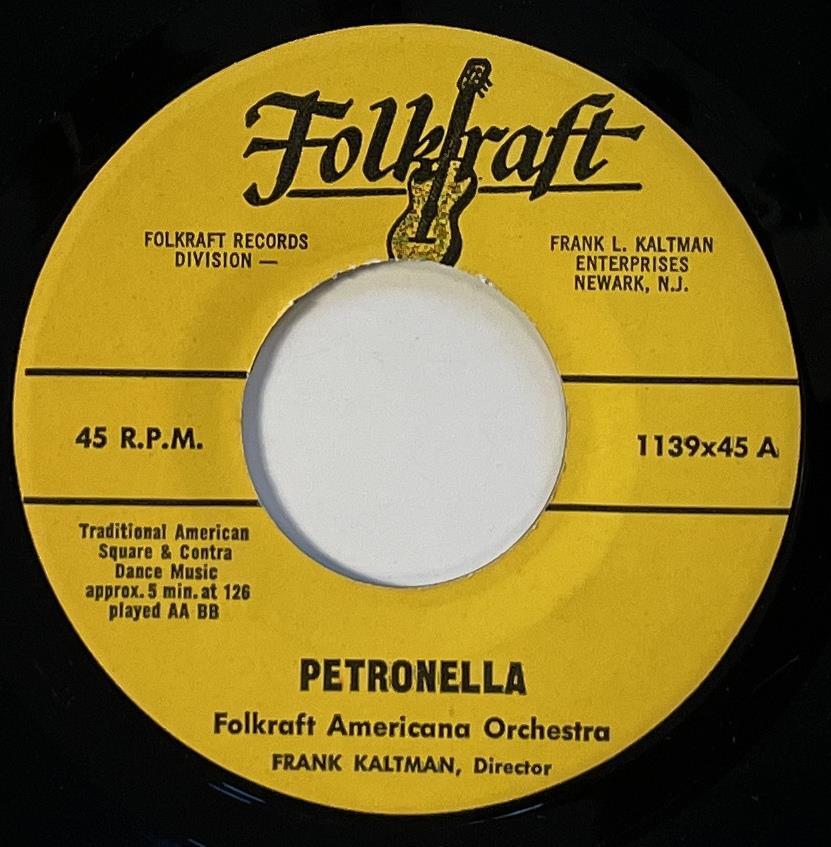 Folkraft
FOLKRAFT RECORDS
DIVISION —
FRANK L. KALTMAN
ENTERPRISES
NEWARK, N.J.
45 R.P.M.
1139x45 A
Traditional American
Square & Contra
Dance Music
approx. 5 min. at 126
played AA BB
PETRONELLA
Folkraft Americana Orchestra
FRANK KALTMAN, Director